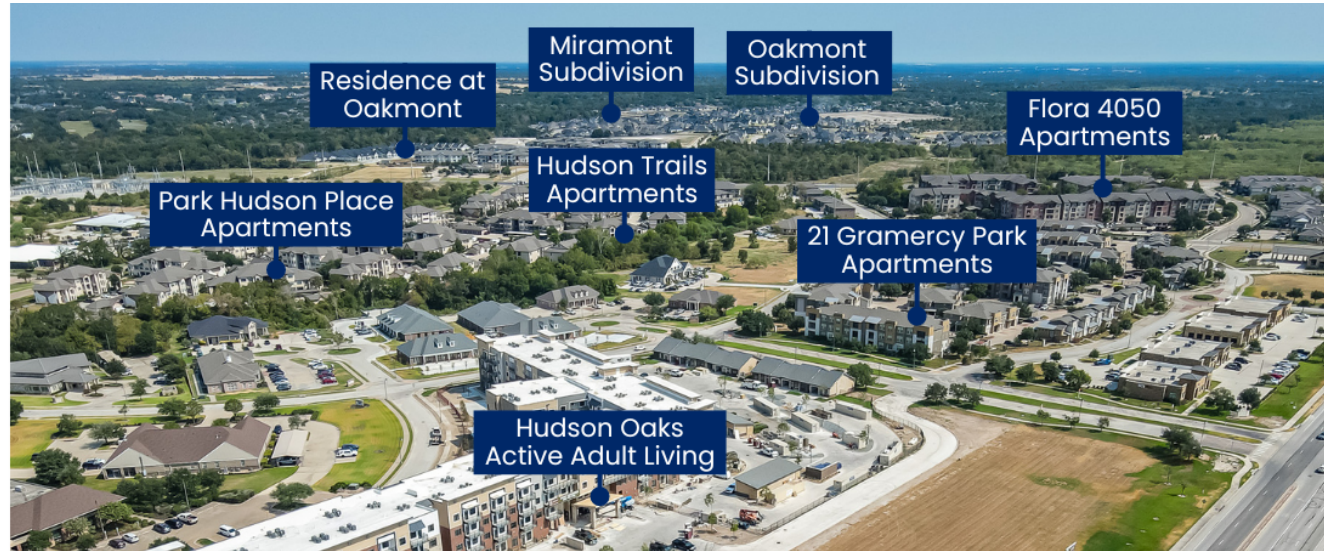 Miramont
Subdivision
Oakmont
Subdivision
Residence at
Oakmont
Flora 4050
Apartments
Hudson Trails
Apartments
Park Hudson Place
Apartments
21 Gramercy Park
Apartments
Hudson Oaks
Active Adult Living